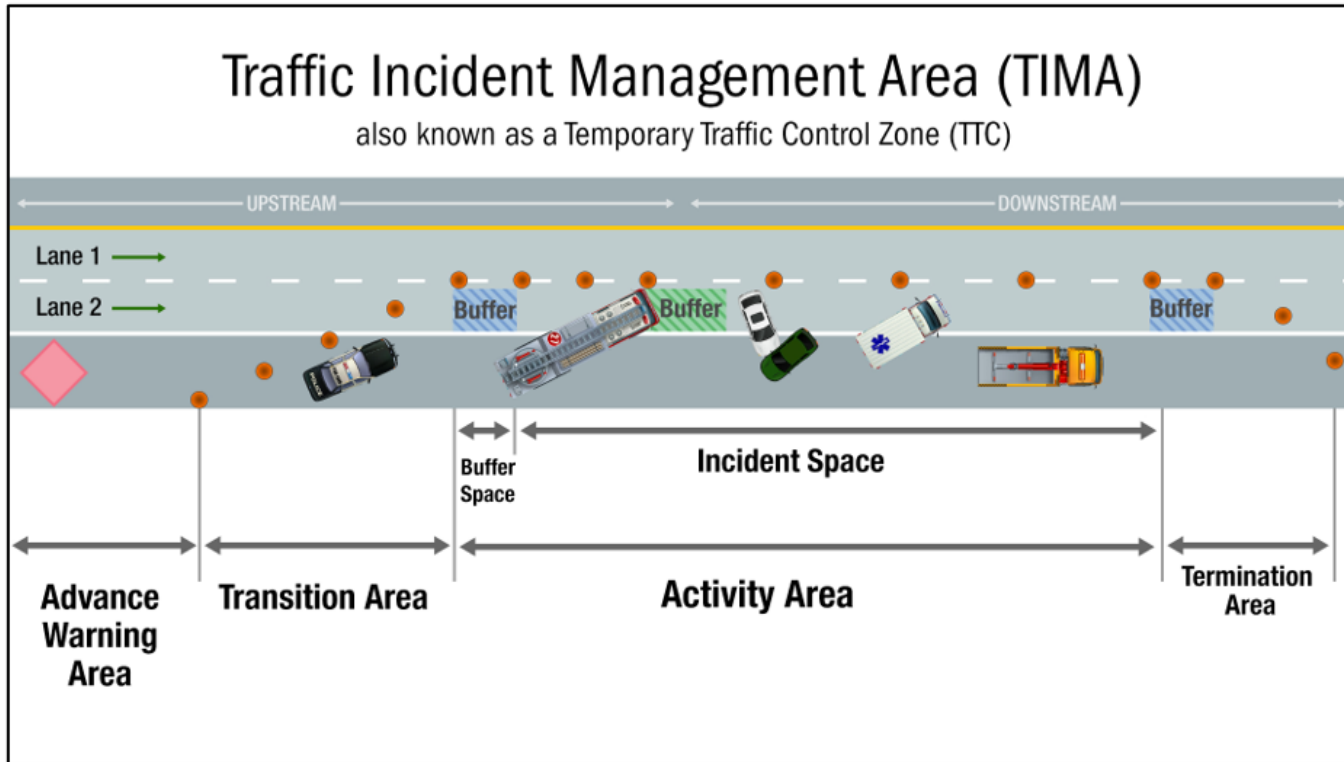 Traffic Incident Management Area (TIMA)
also known as a Temporary Traffic Control Zone (TTC)
UPSTREAM
DOWNSTREAM
Lane 1
Lane 2
Buffer
Buffer
Buffer
POLICE
Buffer
Space
Incident Space
Advance
Warning
Area
Transition Area
Activity Area
Termination
Area